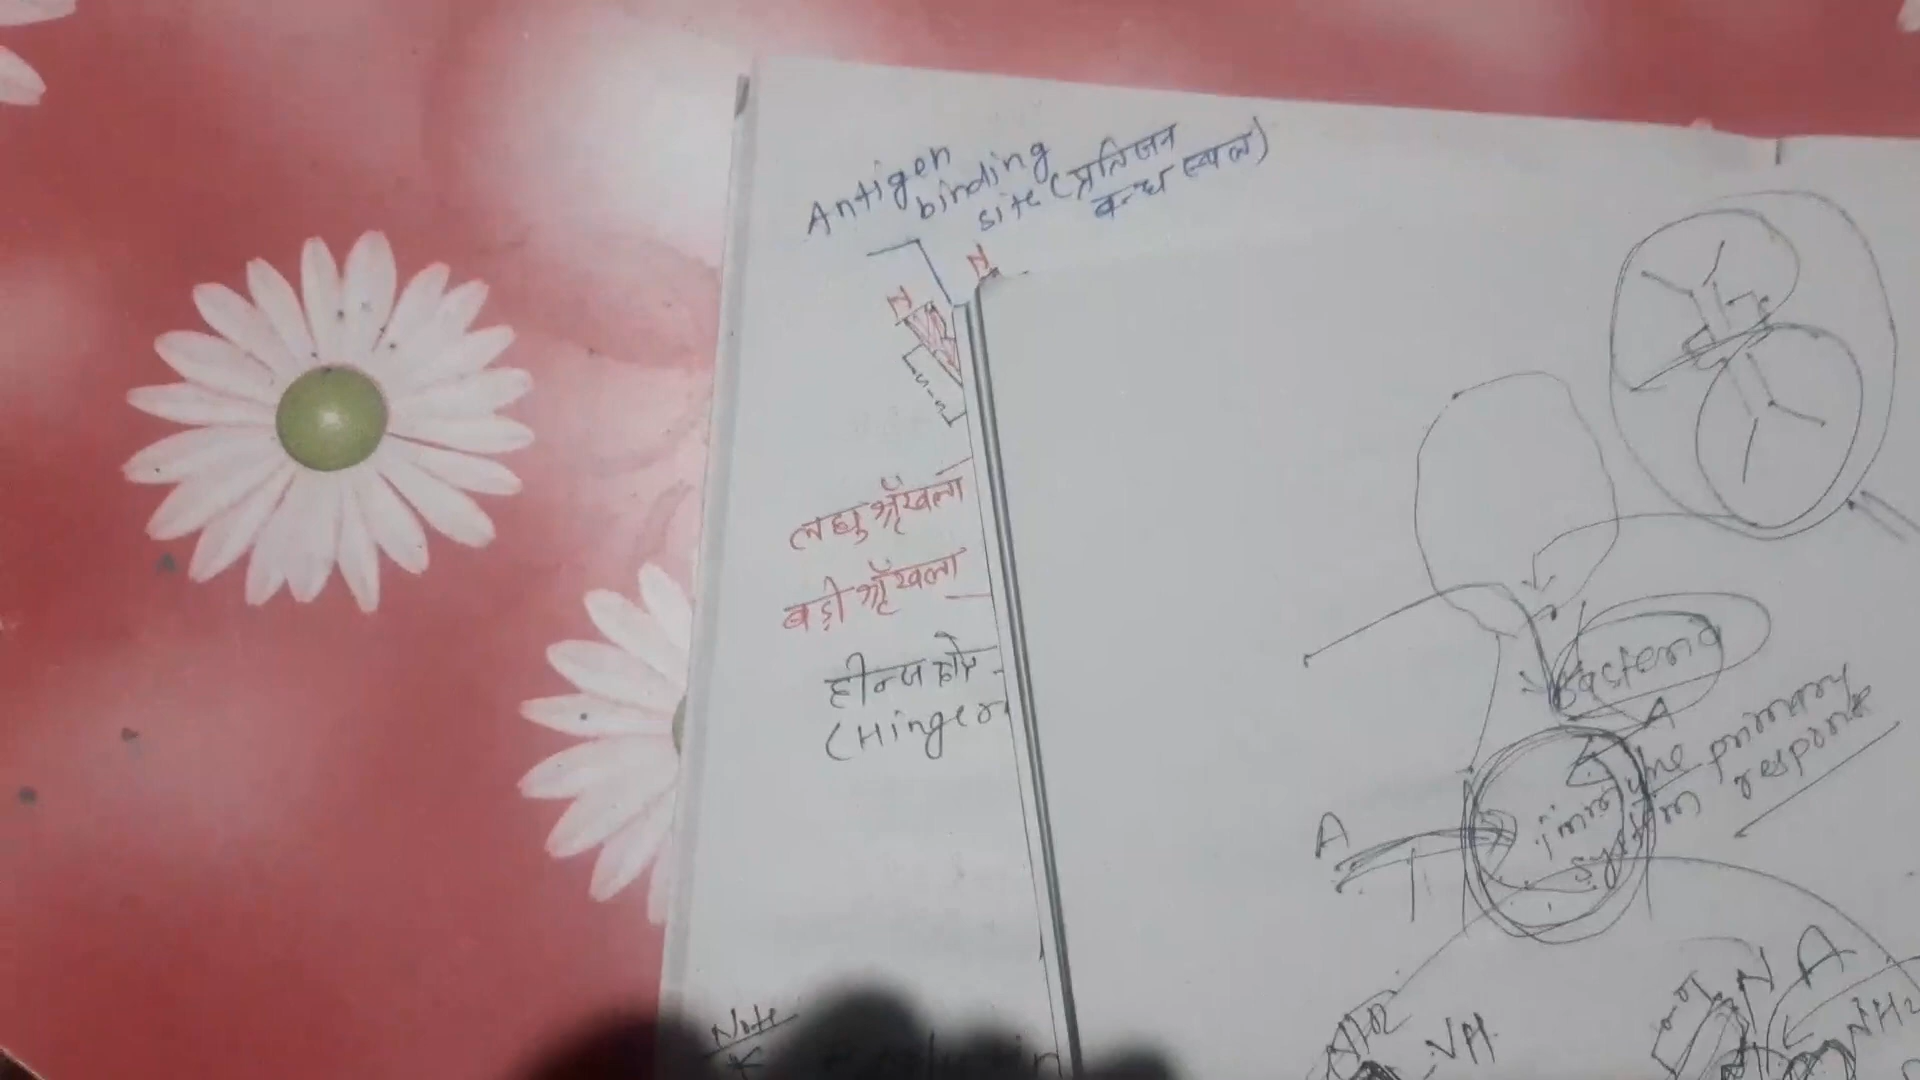 Antigen
binding
site (प्रतिजन
बन्ध स्थल)
N
N
S-S
लघु श्रृँखला
बड़ी श्रृँखला
हीन्ज
(Hinge
Note
Bacteria
A
immune primary
system response
A
NH2
VH
N A
NH2